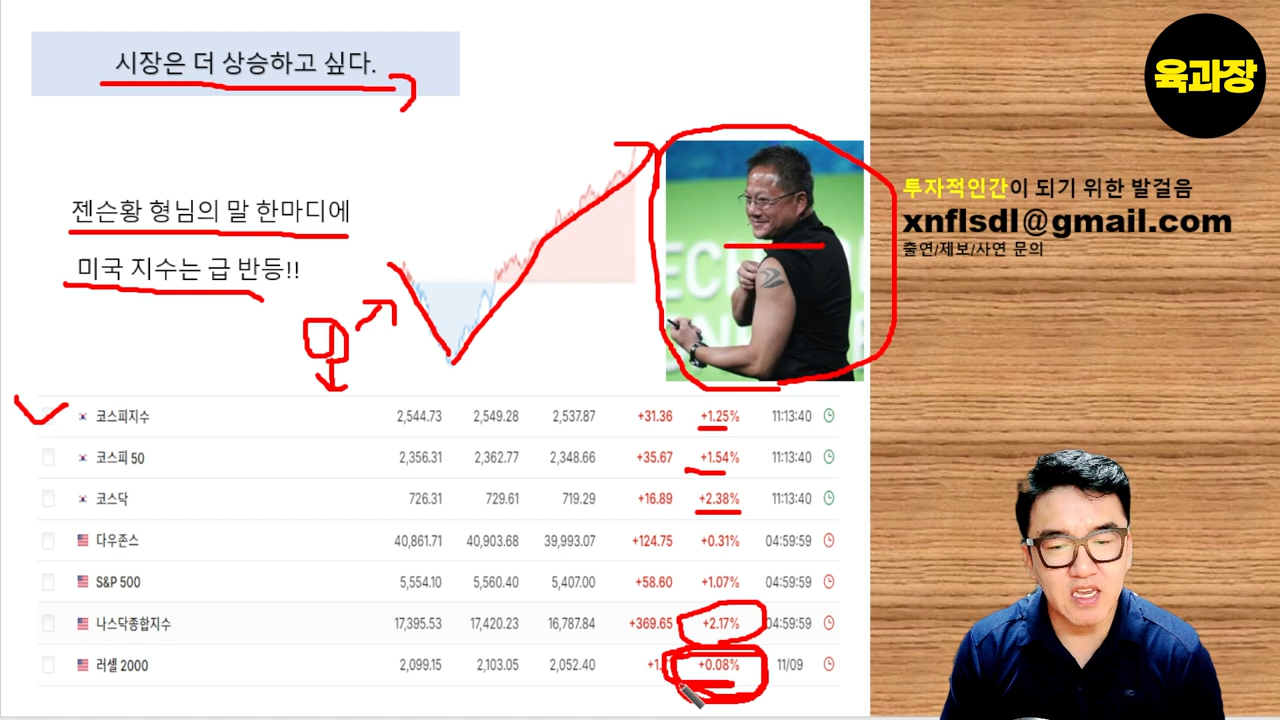 시장은 더 상승하고 싶다.
육과장
투자적인간이 되기 위한 발걸음
xnflsdl@gmail.com
출연/제보/사연 문의
젠슨황 형님의 말 한마디에
미국 지수는 급 반등!!
ECH
코스피지수 2,544.73 2,549.28 2,537.87 +31.36 +1.25% 11:13:40
코스피 50 2,356.31 2,362.77 2,348.66 +35.67 +1.54% 11:13:40
코스닥 726.31 729.61 719.29 +16.89 +2.38% 11:13:40
다우존스 40,861.71 40,903.68 39,993.07 +124.75 +0.31% 04:59:59
S&P 500 5,554.10 5,560.40 5,407.00 +58.60 +1.07% 04:59:59
나스닥종합지수 17,395.53 17,420.23 16,787.84 +369.65 +2.17% 04:59:59
러셀 2000 2,099.15 2,103.05 2,052.40 +0.08% 11/09